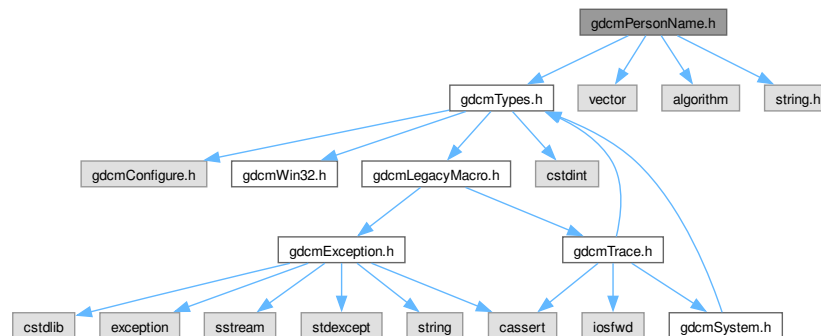 gdcmPersonName.h
gdcmTypes.h
vector
algorithm
string.h
gdcmConfigure.h
gdcmWin32.h
gdcmLegacyMacro.h
cstdint
gdcmException.h
gdcmTrace.h
cstdlib
exception
sstream
stdexcept
string
cassert
iosfwd
gdcmSystem.h